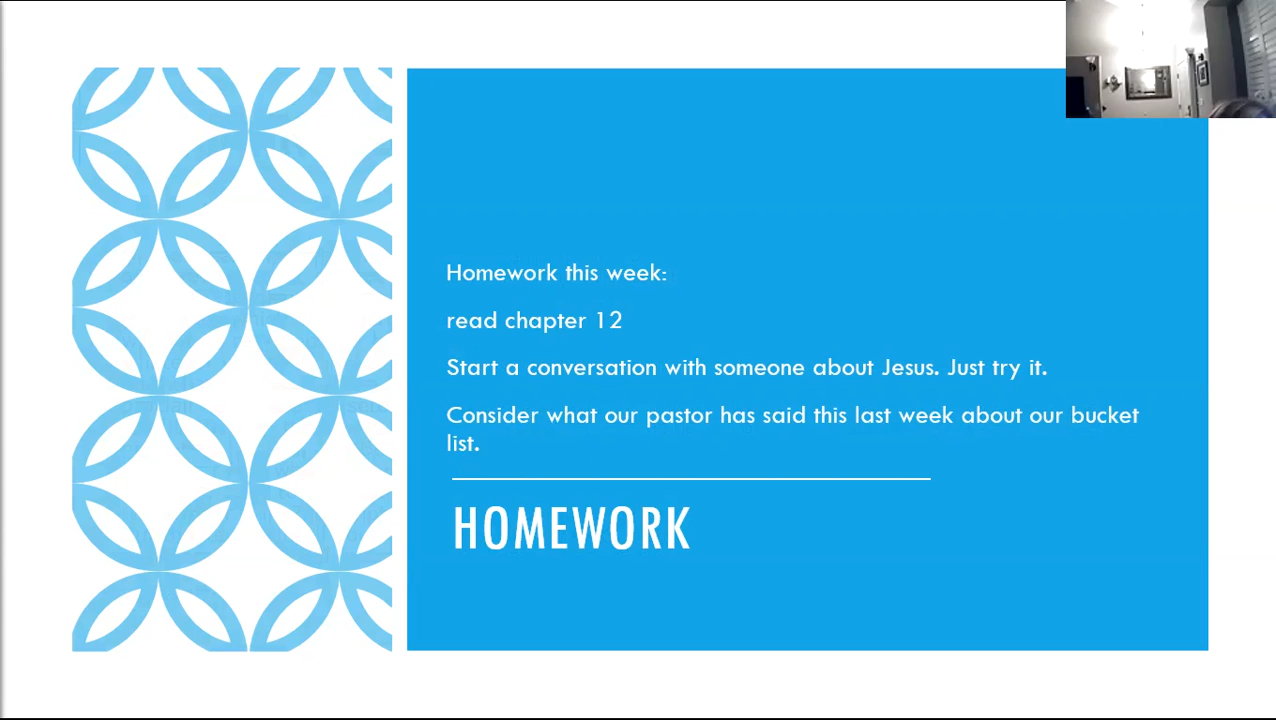 Homework this week:
read chapter 12
Start a conversation with someone about Jesus. Just try it.
Consider what our pastor has said this last week about our bucket
list.
HOMEWORK